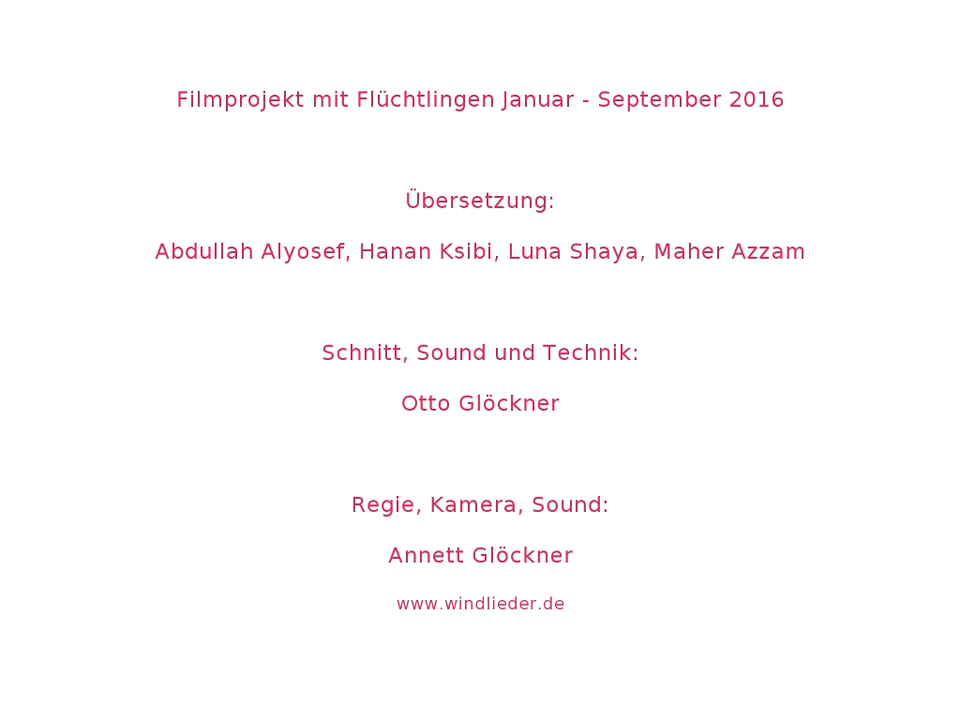 Filmprojekt mit Flüchtlingen Januar - September 2016
Übersetzung:
Abdullah Alyosef, Hanan Ksibi, Luna Shaya, Maher Azzam
Schnitt, Sound und Technik:
Otto Glöckner
Regie, Kamera, Sound:
Annett Glöckner
www.windlieder.de